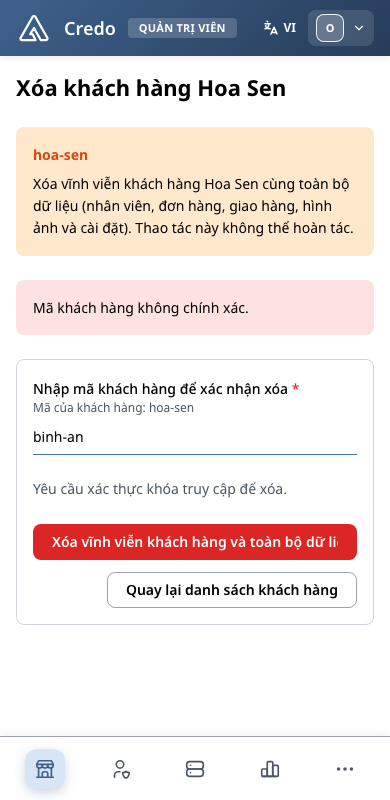 Credo
QUẢN TRỊ VIÊN
VI
O
Xóa khách hàng Hoa Sen
hoa-sen
Xóa vĩnh viễn khách hàng Hoa Sen cùng toàn bộ
dữ liệu (nhân viên, đơn hàng, giao hàng, hình
ảnh và cài đặt). Thao tác này không thể hoàn tác.
Mã khách hàng không chính xác.
Nhập mã khách hàng để xác nhận xóa *
Mã của khách hàng: hoa-sen
binh-an
Yêu cầu xác thực khóa truy cập để xóa.
Xóa vĩnh viễn khách hàng và toàn bộ dữ
Quay lại danh sách khách hàng